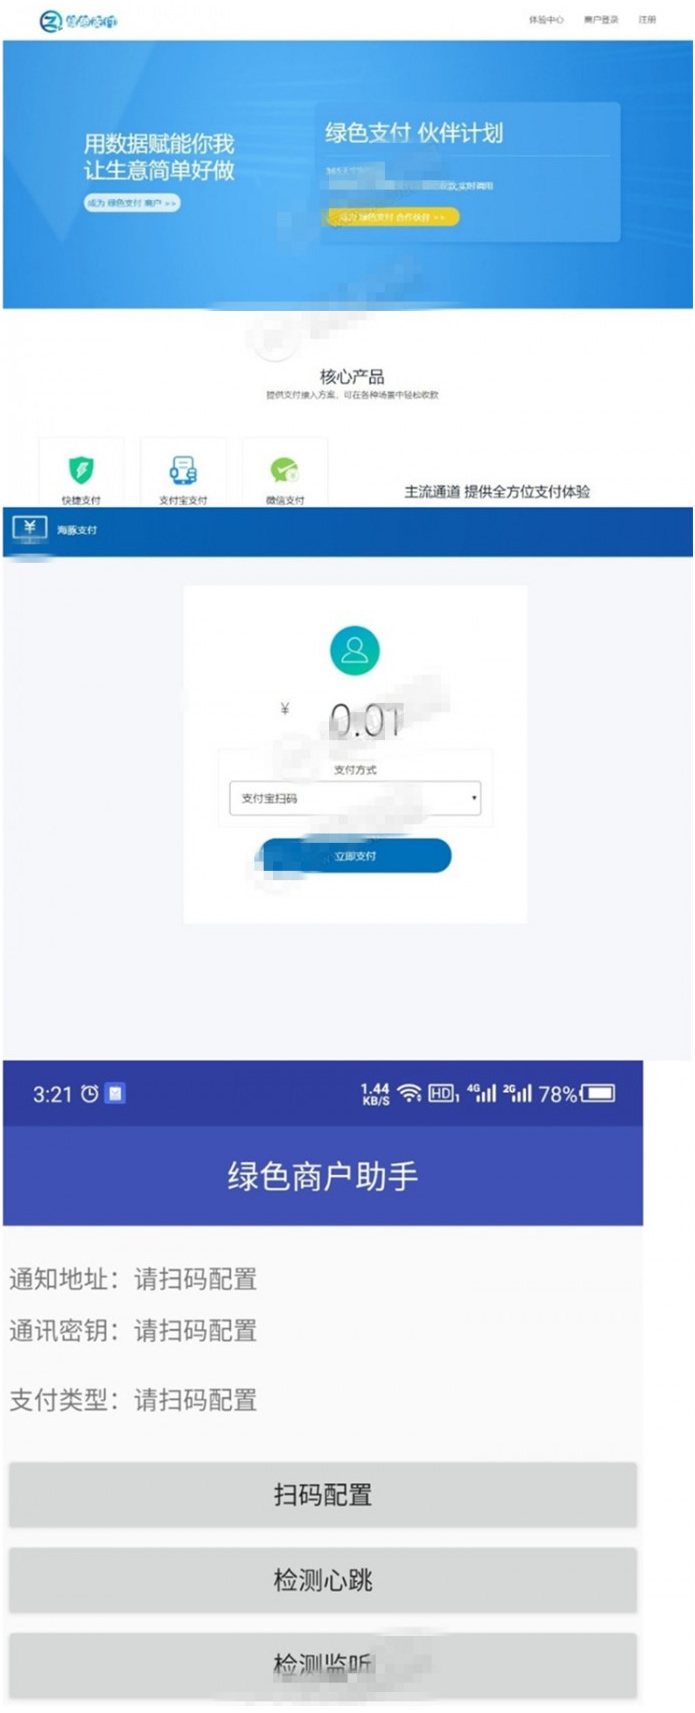 体验中心 商户登录 注册
用数据赋能你我
让生意简单好做
成为 绿色支付 商户 >>
绿色支付 伙伴计划
实时调用
成为 绿色支付 合作伙伴 >>
核心产品
提供支付接入方案，可在各种场景中轻松收款
快捷支付
支付宝支付
微信支付
主流通道 提供全方位支付体验
海豚支付
¥ 0.01
支付方式
支付宝扫码
立即支付
3:21
1.44 KB/S HD 1 4G 2G 78%
绿色商户助手
通知地址：请扫码配置
通讯密钥：请扫码配置
支付类型：请扫码配置
扫码配置
检测心跳
检测监听